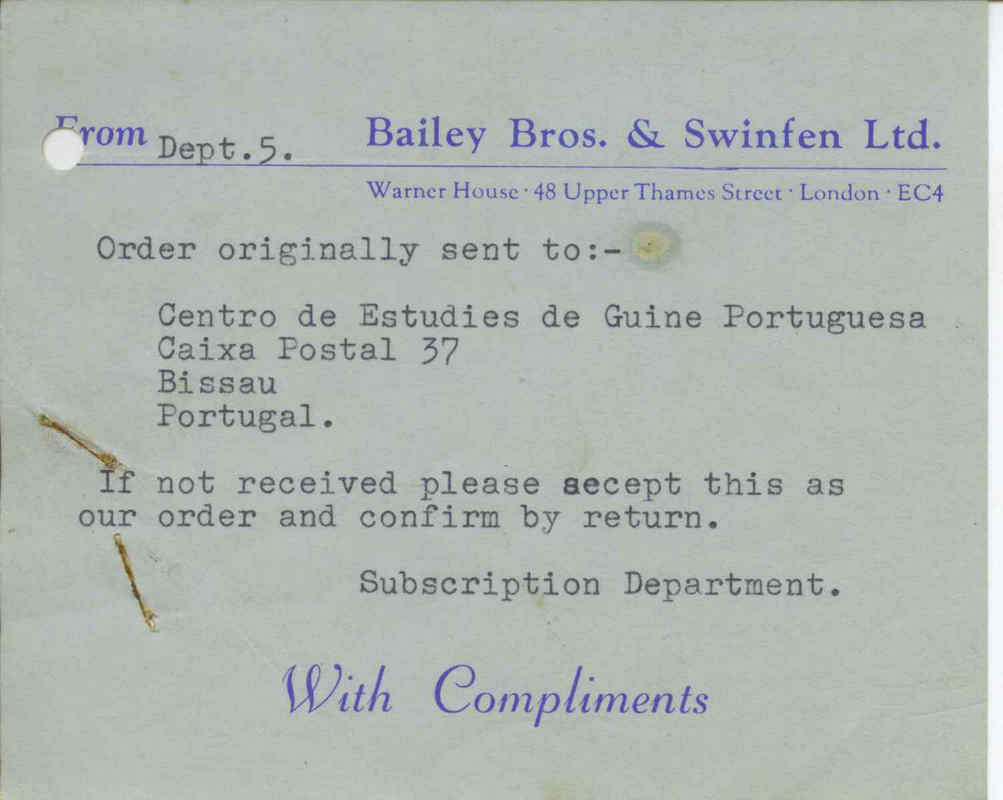 From Dept.5. Bailey Bros. & Swinfen Ltd.
Warner House · 48 Upper Thames Street · London · EC4
Order originally sent to:-
Centro de Estudies de Guine Portuguesa
Caixa Postal 37
Bissau
Portugal.
If not received please aecept this as
our order and confirm by return.
Subscription Department.
With Compliments